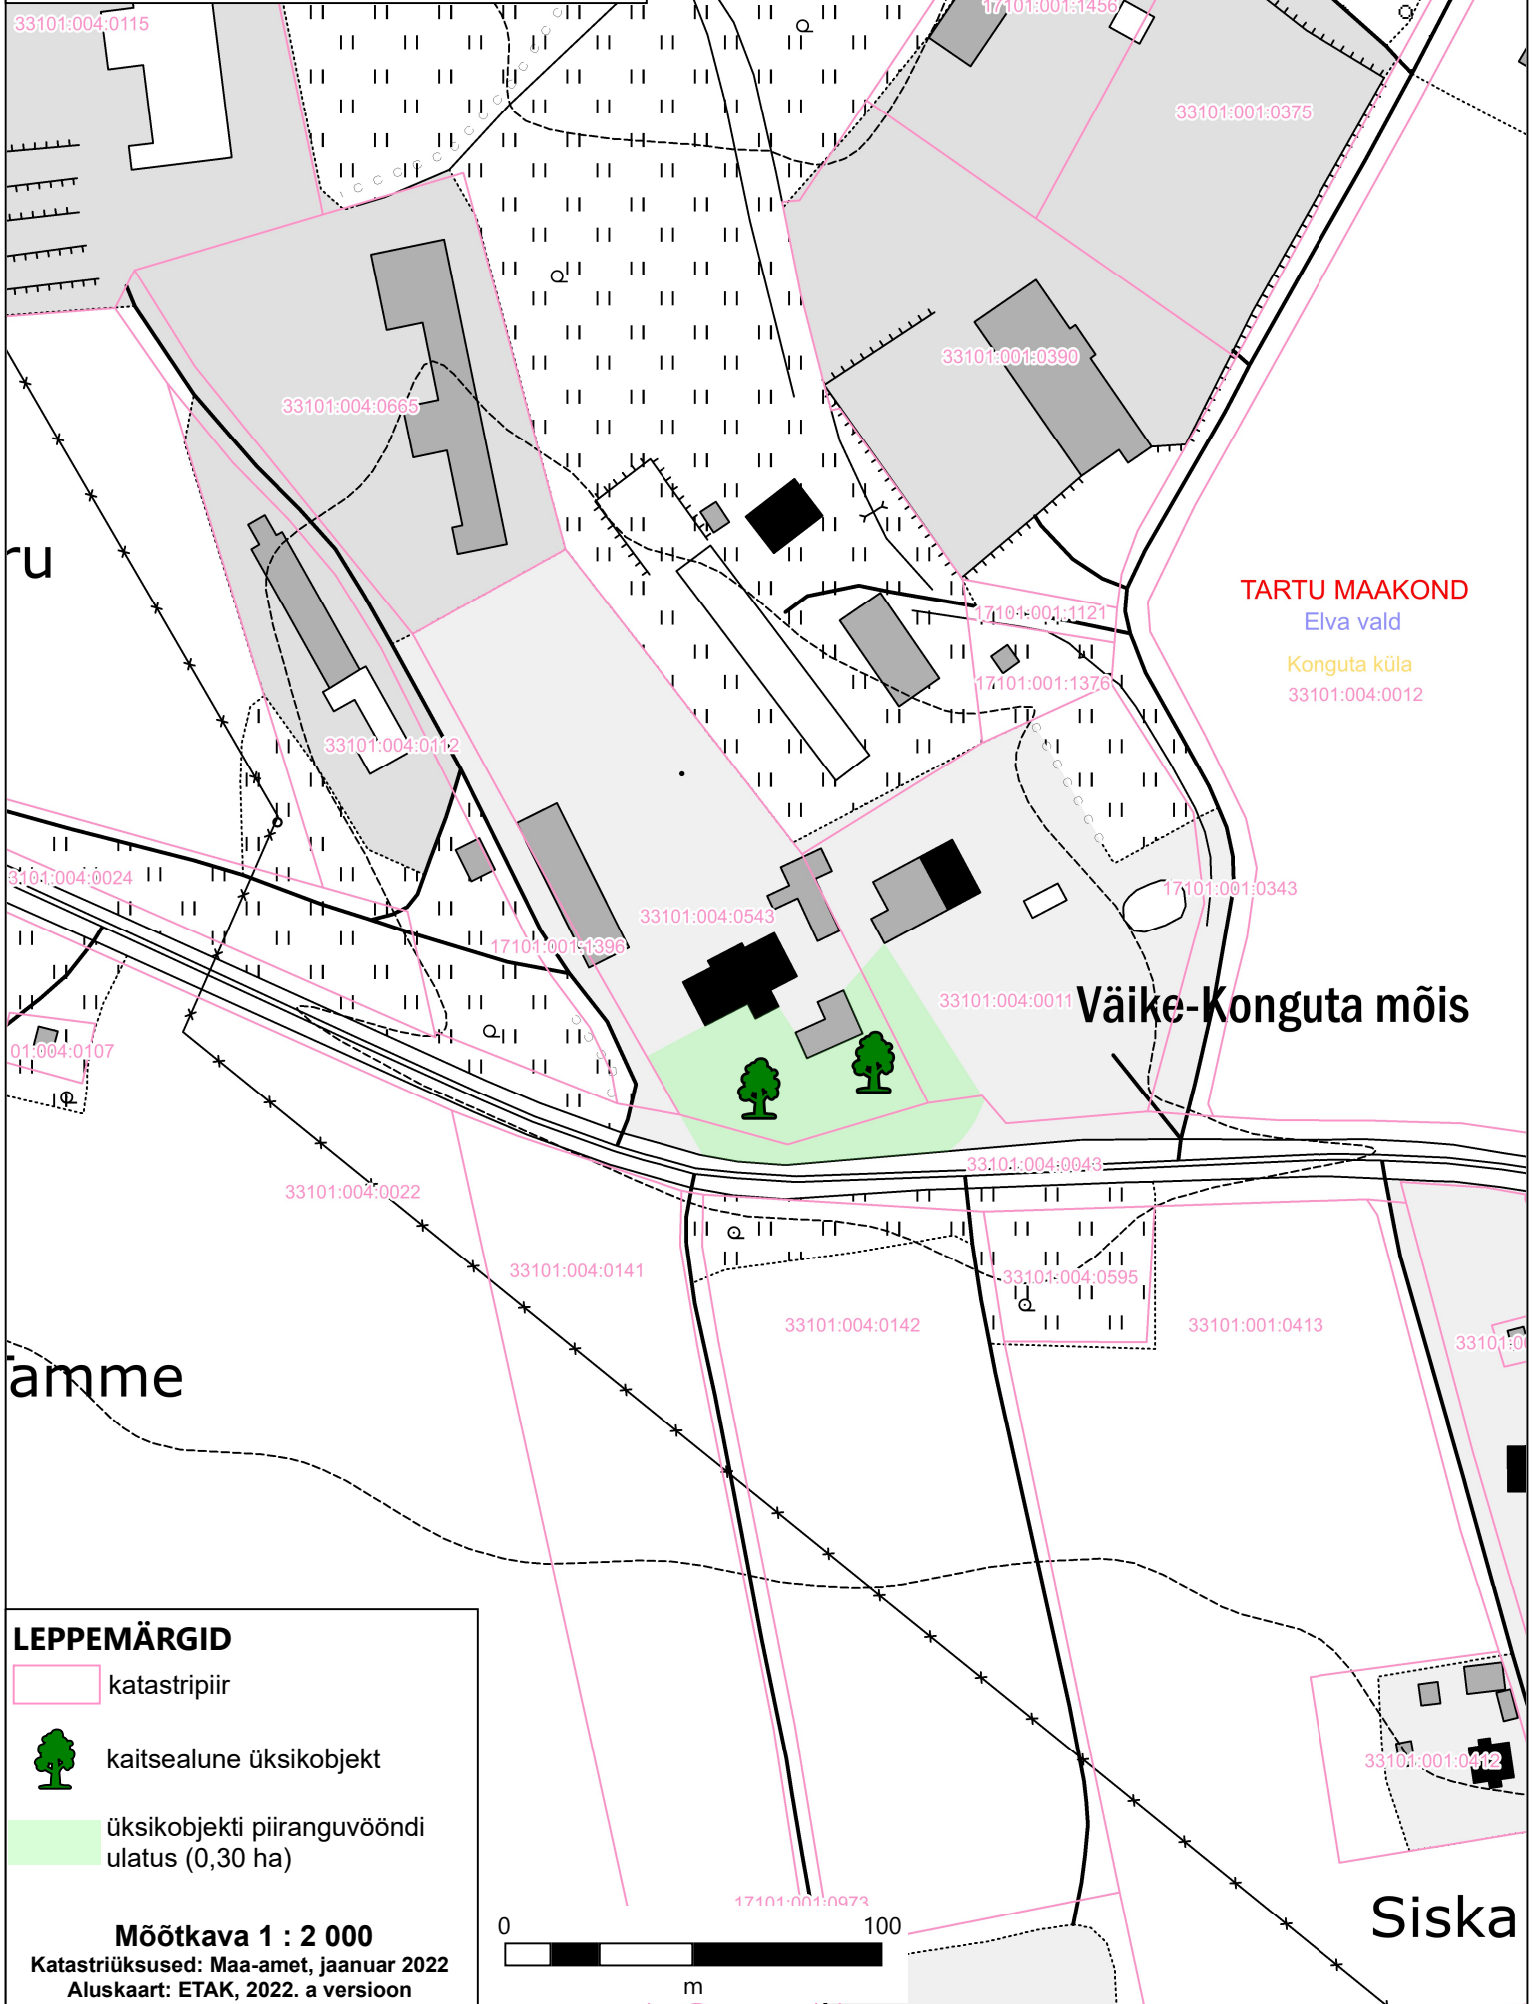 33101:004:0115
17101:001:1456
33101:001:0375
33101:001:0390
33101:004:0665
ru
TARTU MAAKOND
Elva vald
Konguta küla
33101:004:0012
17101:001:1121
17101:001:1376
33101:004:0112
3101:004:0024
17101:001:0343
33101:004:0543
17101:001:1396
33101:004:0011
Väike-Konguta mõis
01:004:0107
33101:004:0043
33101:004:0022
33101:004:0141
33101:004:0595
33101:004:0142
33101:001:0413
33101:0
amme
LEPPEMÄRGID
katastripiir
kaitsealune üksikobjekt
üksikobjekti piiranguvööndi
ulatus (0,30 ha)
33101:001:0412
17101:001:0973
Siska
Mõõtkava 1 : 2 000
Katastriüksused: Maa-amet, jaanuar 2022
Aluskaart: ETAK, 2022. a versioon
0 100
m